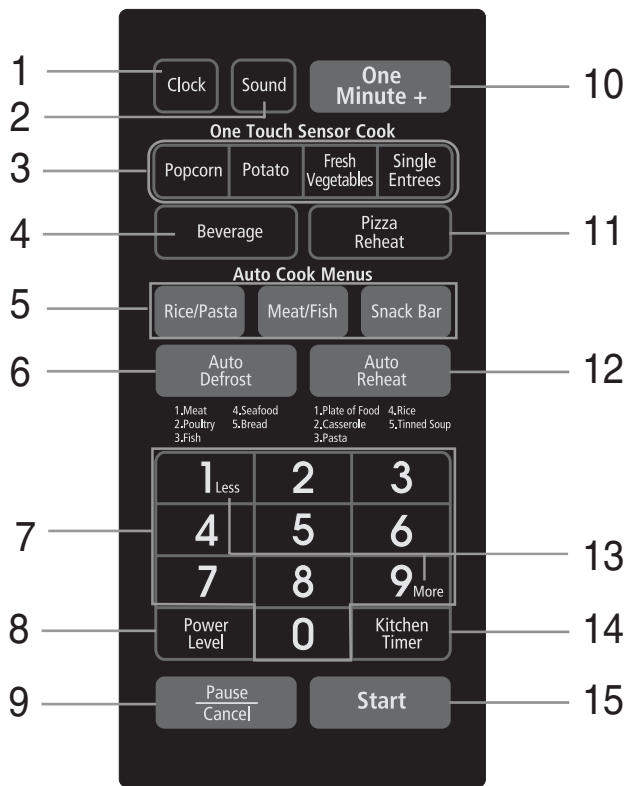 1
Clock
2
Sound
One
Minute +
10
One Touch Sensor Cook
3
Popcorn
Potato
Fresh
Vegetables
Single
Entrees
4
Beverage
Pizza
Reheat
11
Auto Cook Menus
5
Rice/Pasta
Meat/Fish
Snack Bar
6
Auto
Defrost
Auto
Reheat
12
1.Meat 4.Seafood
2.Poultry 5.Bread
3.Fish
1.Plate of Food 4.Rice
2.Casserole 5.Tinned Soup
3.Pasta
7
1 Less 2 3
4 5 6
7 8 9 More
13
8
Power
Level
0
Kitchen
Timer
14
9
Pause
Cancel
Start
15